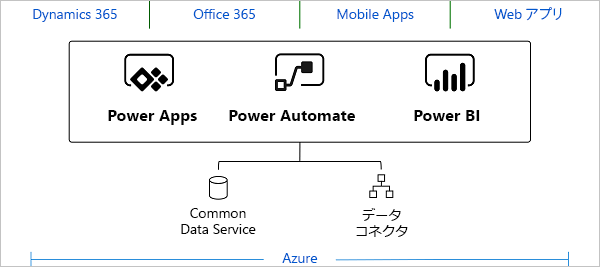 Dynamics 365
Office 365
Mobile Apps
Web アプリ
Power Apps
Power Automate
Power BI
Common
Data Service
データ
コネクタ
Azure